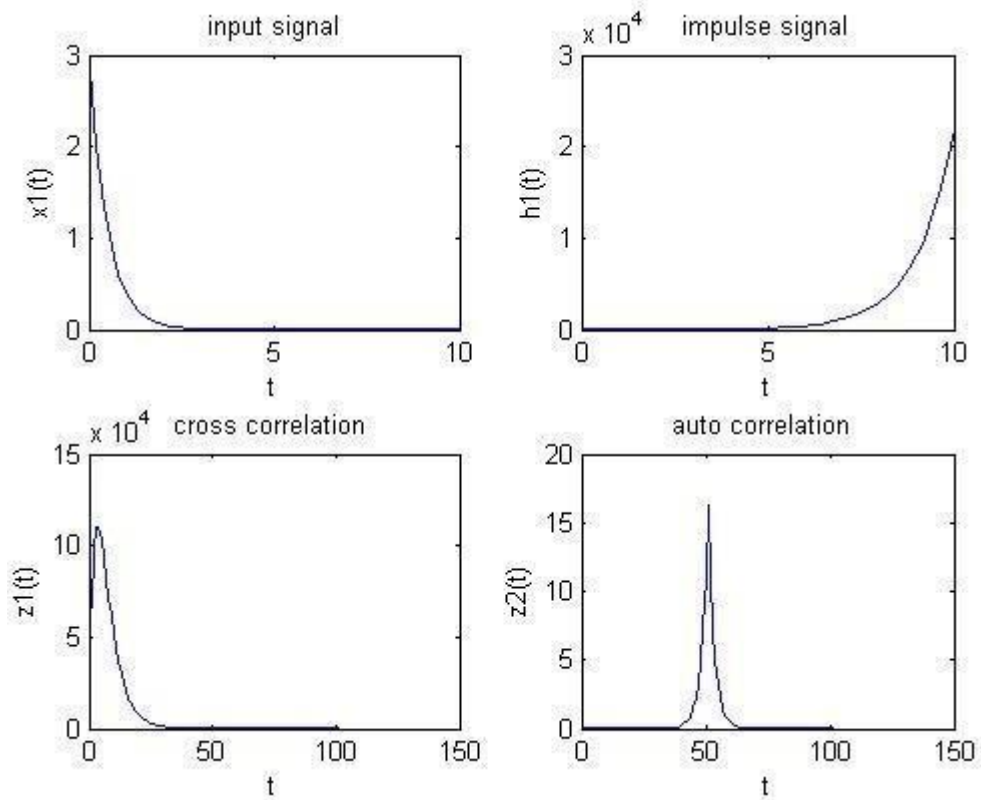 input signal
3
2
1
0
x1(t)
0 5 10
t
x 10^4 impulse signal
3
2
1
0
h1(t)
0 5 10
t
x 10^4 cross correlation
15
10
5
0
z1(t)
0 50 100 150
t
auto correlation
20
15
10
5
0
z2(t)
0 50 100 150
t